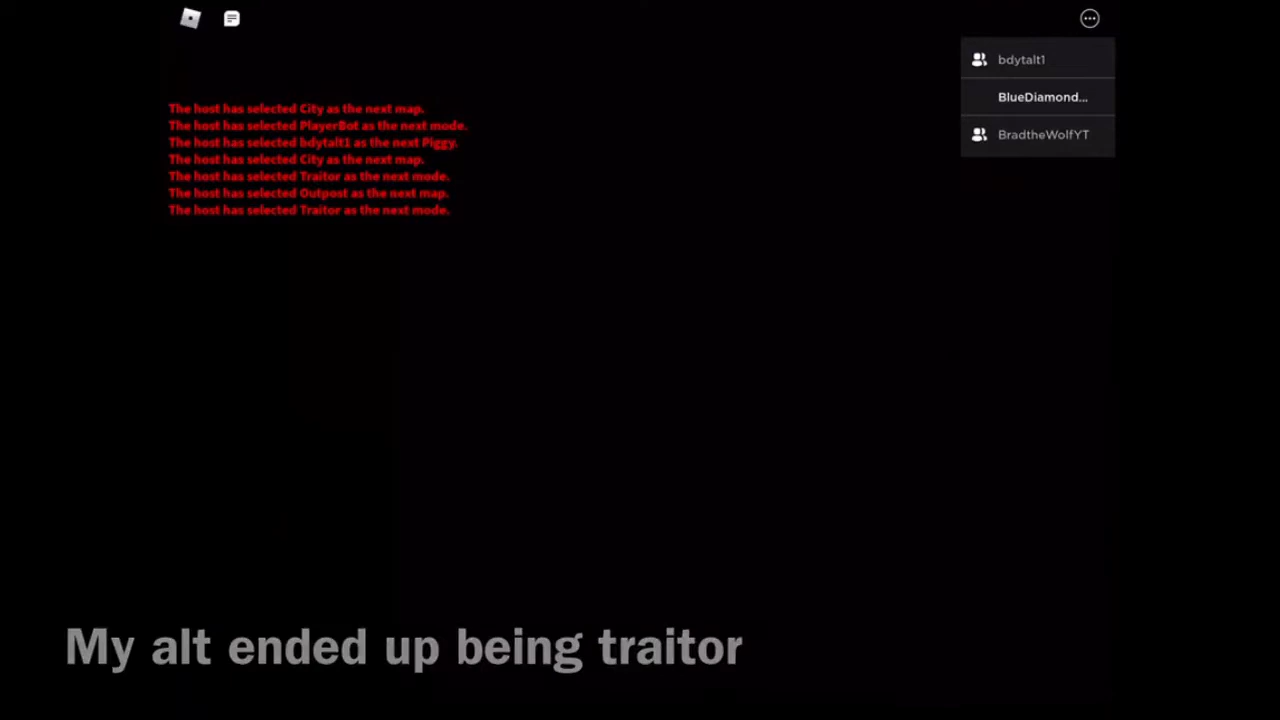 bdytalt1
BlueDiamond...
BradtheWolfYT
The host has selected City as the next map.
The host has selected PlayerBot as the next mode.
The host has selected bdytalt1 as the next Piggy.
The host has selected City as the next map.
The host has selected Traitor as the next mode.
The host has selected Outpost as the next map.
The host has selected Traitor as the next mode.
My alt ended up being traitor